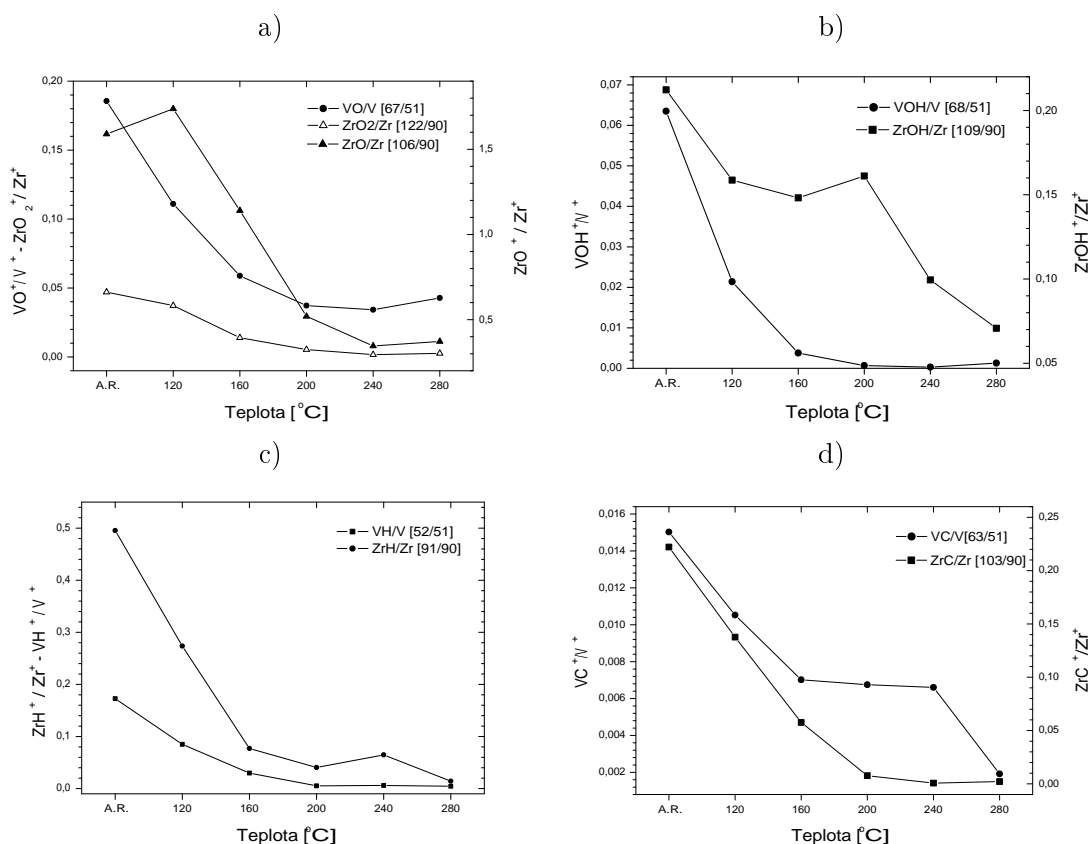 a)
0,20
0,15
0,10
0,05
0,00
VO⁺/V⁺ - ZrO₂⁺/Zr⁺
VO/V [67/51]
ZrO2/Zr [122/90]
ZrO/Zr [106/90]
1,5
1,0
0,5
ZrO⁺/Zr⁺
A.R. 120 160 200 240 280
Teplota [°C]
b)
0,07
0,06
0,05
0,04
0,03
0,02
0,01
0,00
VOH⁺/V⁺
VOH/V [68/51]
ZrOH/Zr [109/90]
0,20
0,15
0,10
0,05
ZrOH⁺/Zr⁺
A.R. 120 160 200 240 280
Teplota [°C]
c)
0,5
0,4
0,3
0,2
0,1
0,0
ZrH⁺/Zr⁺ - VH⁺/V⁺
VH/V [52/51]
ZrH/Zr [91/90]
A.R. 120 160 200 240 280
Teplota [°C]
d)
0,016
0,014
0,012
0,010
0,008
0,006
0,004
0,002
VC⁺/V⁺
VC/V[63/51]
ZrC/Zr [103/90]
0,25
0,20
0,15
0,10
0,05
0,00
ZrC⁺/Zr⁺
A.R. 120 160 200 240 280
Teplota [°C]